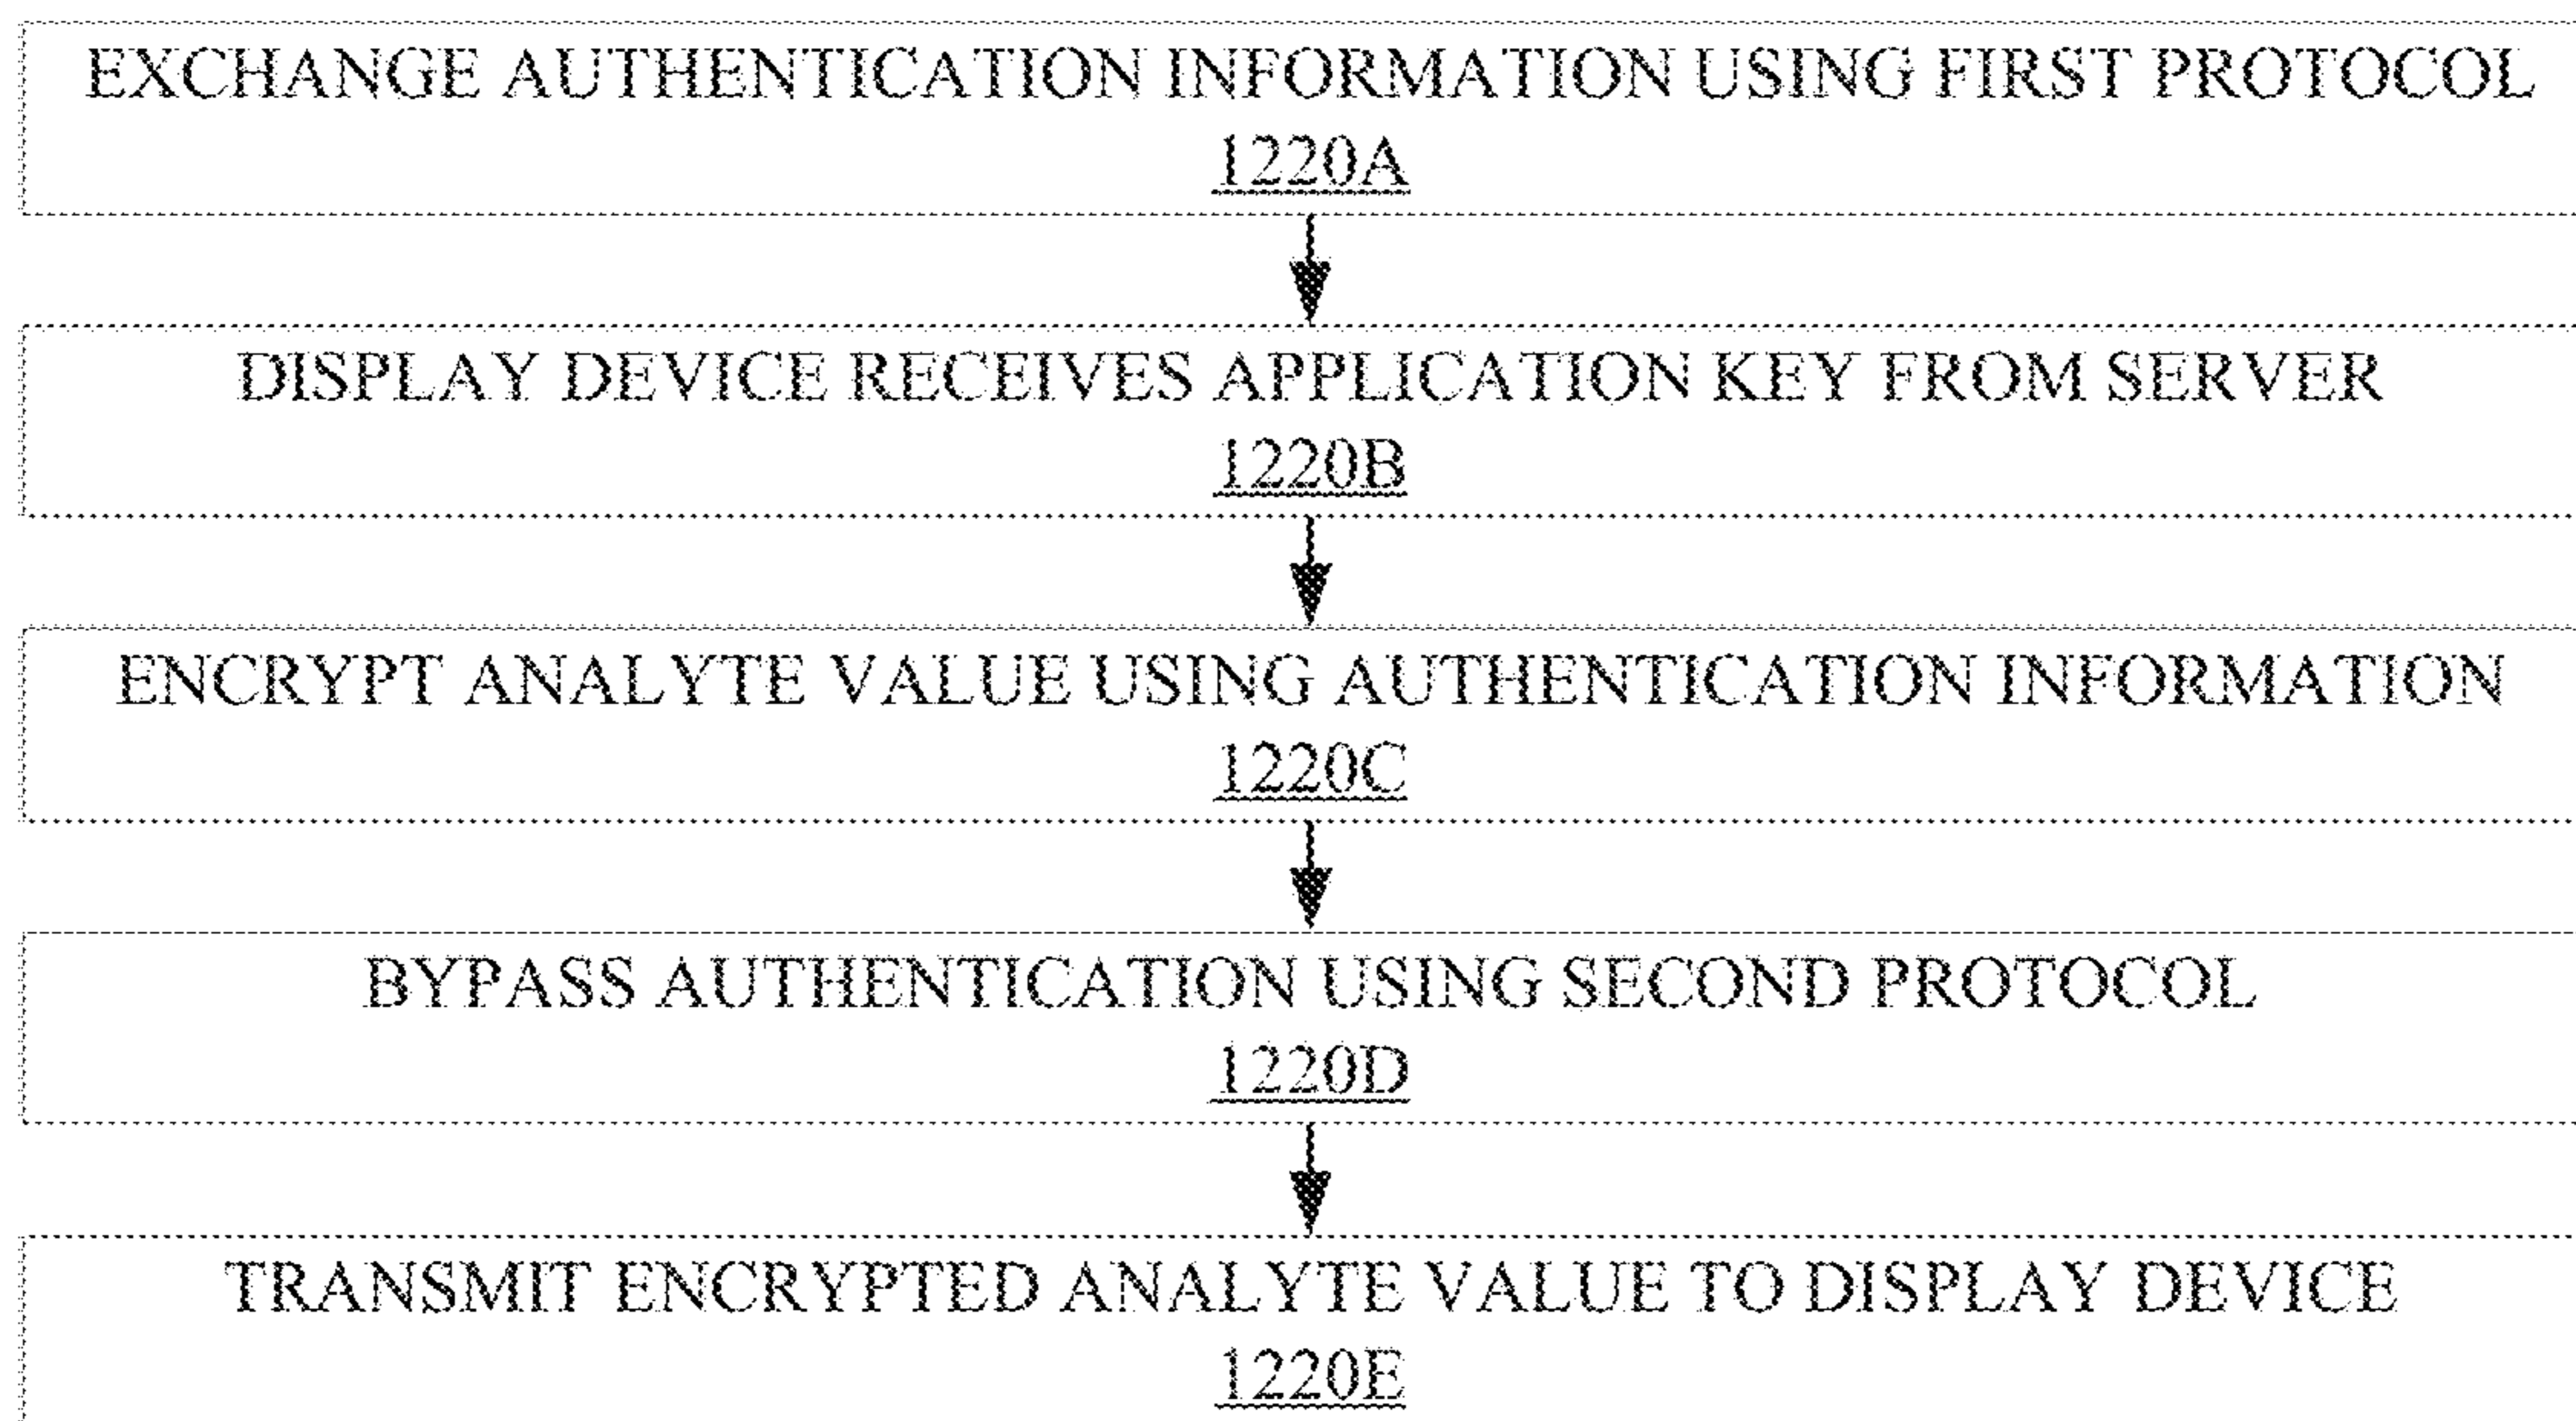 EXCHANGE AUTHENTICATION INFORMATION USING FIRST PROTOCOL
1220A
DISPLAY DEVICE RECEIVES APPLICATION KEY FROM SERVER
1220B
ENCRYPT ANALYTE VALUE USING AUTHENTICATION INFORMATION
1220C
BYPASS AUTHENTICATION USING SECOND PROTOCOL
1220D
TRANSMIT ENCRYPTED ANALYTE VALUE TO DISPLAY DEVICE
1220E